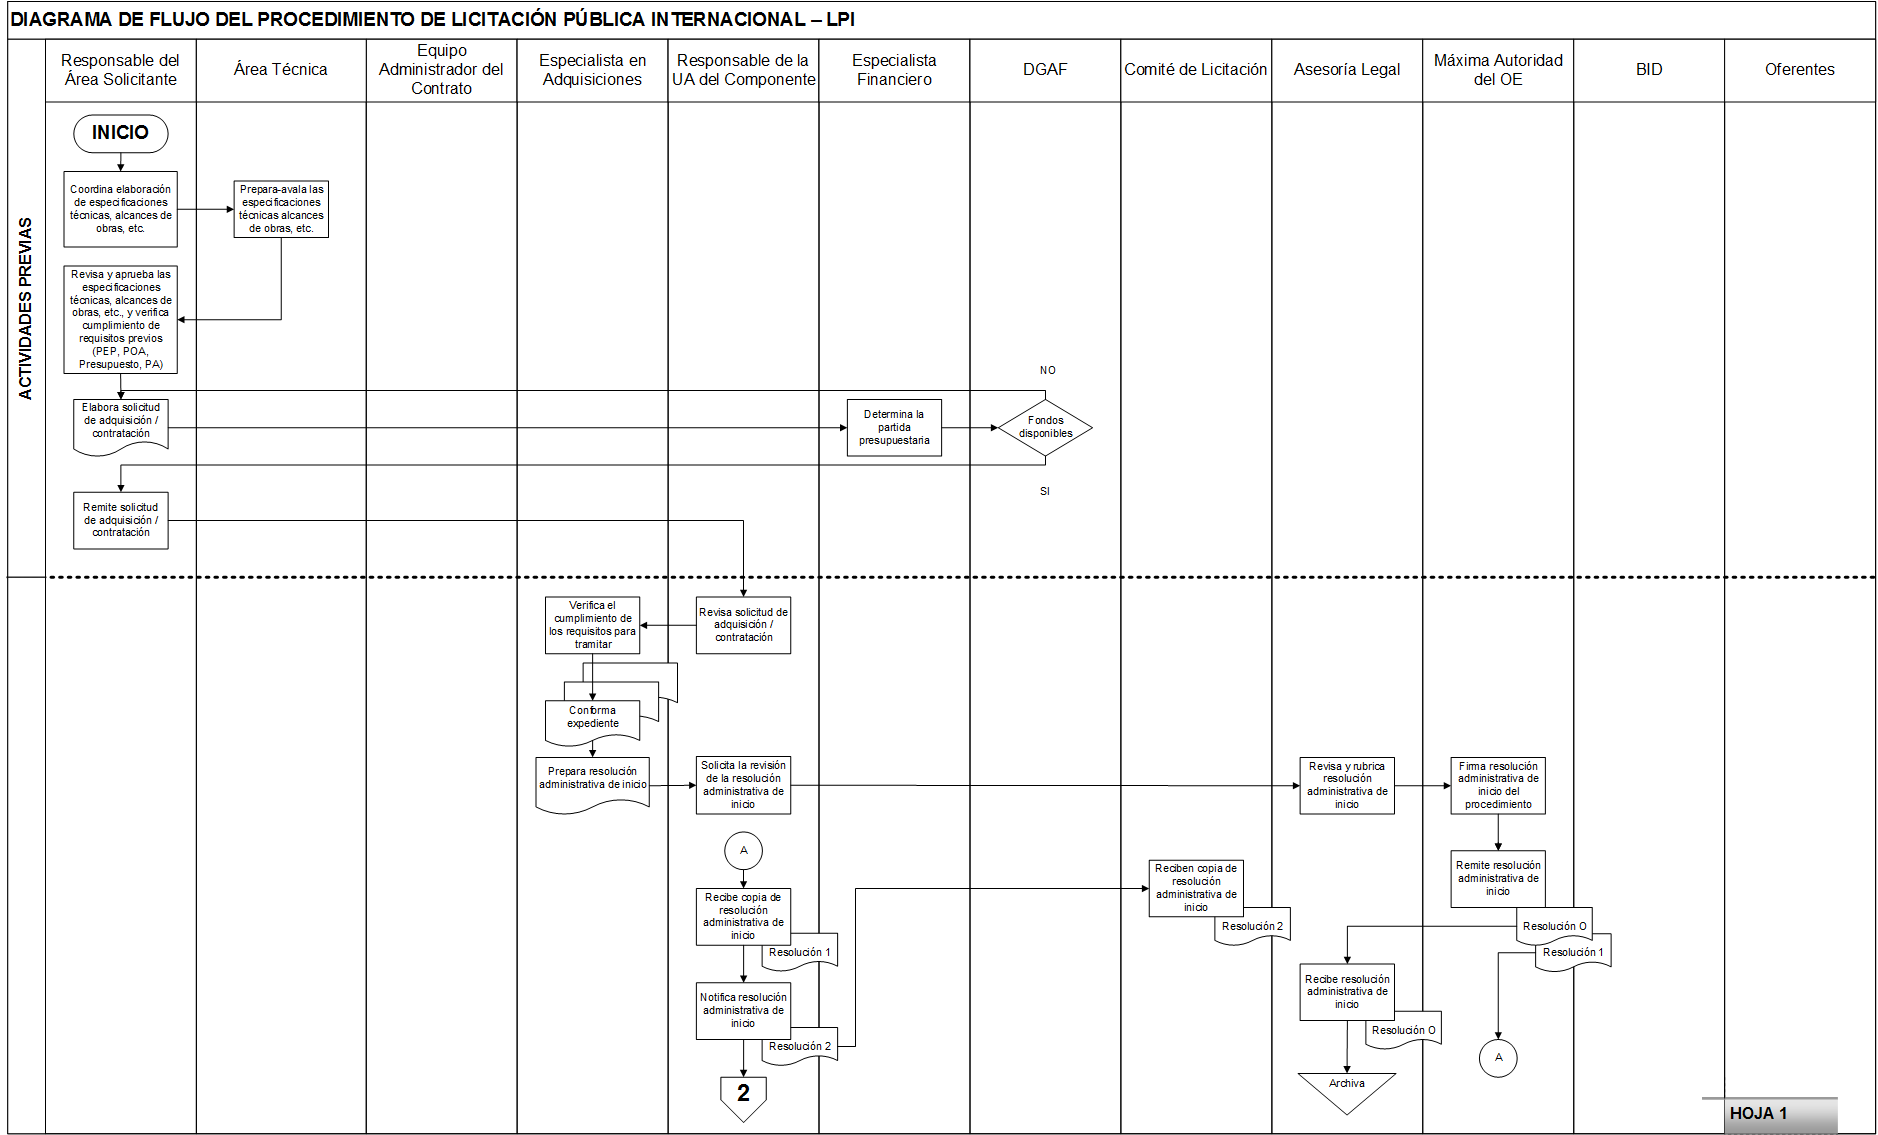 DIAGRAMA DE FLUJO DEL PROCEDIMIENTO DE LICITACIÓN PÚBLICA INTERNACIONAL – LPI
Responsable del
Área Solicitante
Área Técnica
Equipo
Administrador del
Contrato
Especialista en
Adquisiciones
Responsable de la
UA del Componente
Especialista
Financiero
DGAF
Comité de Licitación
Asesoría Legal
Máxima Autoridad
del OE
BID
Oferentes
ACTIVIDADES PREVIAS
INICIO
Coordina elaboración
de especificaciones
técnicas, alcances de
obras, etc.
Prepara-avala las
especificaciones
técnicas alcances
de obras, etc.
Revisa y aprueba las
especificaciones
técnicas, alcances de
obras, etc., y verifica
cumplimiento de
requisitos previos
(PEP, POA,
Presupuesto, PA)
NO
Elabora solicitud
de adquisición /
contratación
Determina la
partida
presupuestaria
Fondos
disponibles
SI
Remite solicitud
de adquisición /
contratación
Verifica el
cumplimiento de
los requisitos para
tramitar
Revisa solicitud de
adquisición /
contratación
Conforma
expediente
Prepara resolución
administrativa de inicio
Solicita la revisión
de la resolución
administrativa de
inicio
Revisa y rubrica
resolución
administrativa de
inicio
Firma resolución
administrativa de
inicio del
procedimiento
A
Recibe copia de
resolución
administrativa de
inicio
Resolución 1
Reciben copia de
resolución
administrativa de
inicio
Resolución 2
Remite resolución
administrativa de
inicio
Resolución O
Resolución 1
Notifica resolución
administrativa de
inicio
Resolución 2
Recibe resolución
administrativa de
inicio
Resolución O
A
2
Archiva
HOJA 1